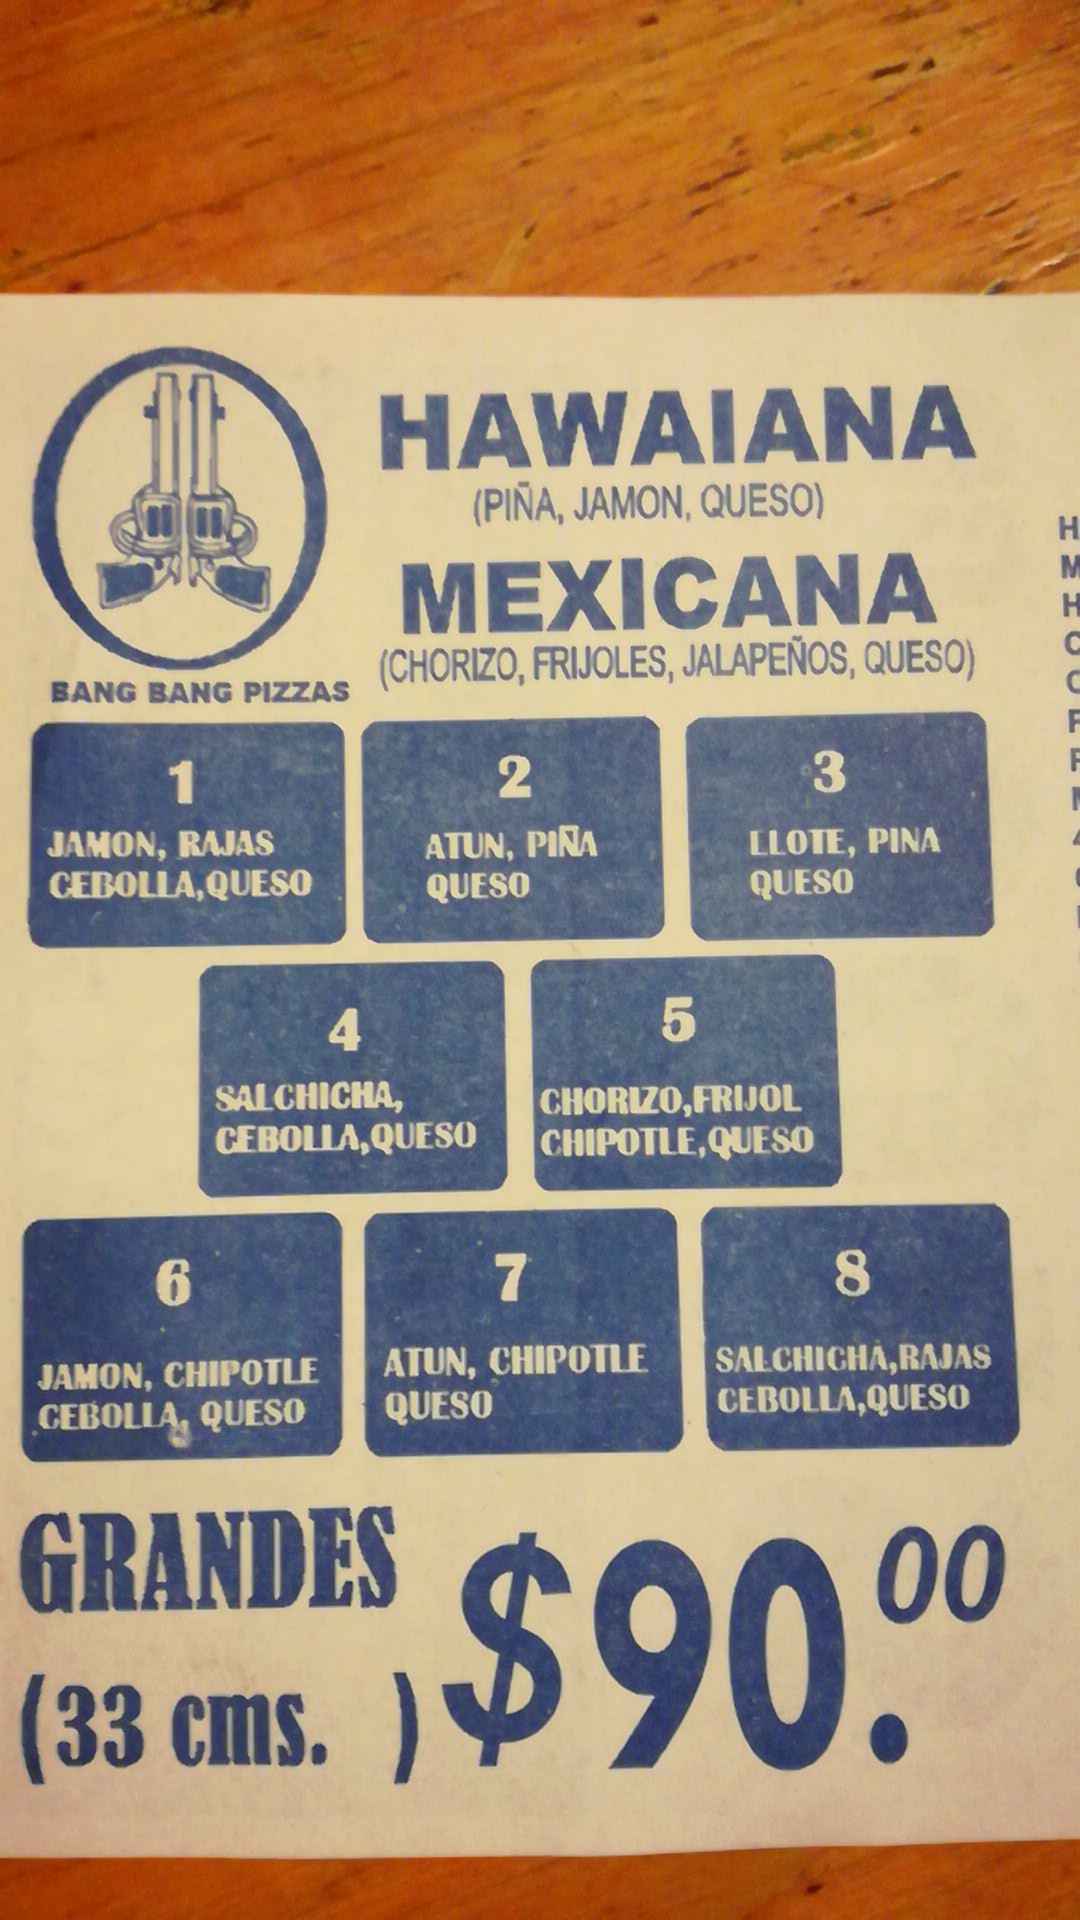 HAWAIANA
(PIÑA, JAMON, QUESO)
MEXICANA
(CHORIZO, FRIJOLES, JALAPEÑOS, QUESO)
BANG BANG PIZZAS
1
JAMON, RAJAS
CEBOLLA,QUESO
2
ATUN, PIÑA
QUESO
3
LLOTE, PINA
QUESO
4
SALCHICHA,
CEBOLLA,QUESO
5
CHORIZO,FRIJOL
CHIPOTLE,QUESO
6
JAMON, CHIPOTLE
CEBOLLA, QUESO
7
ATUN, CHIPOTLE
QUESO
8
SALCHICHA,RAJAS
CEBOLLA,QUESO
GRANDES
(33 cms. )
$90.00